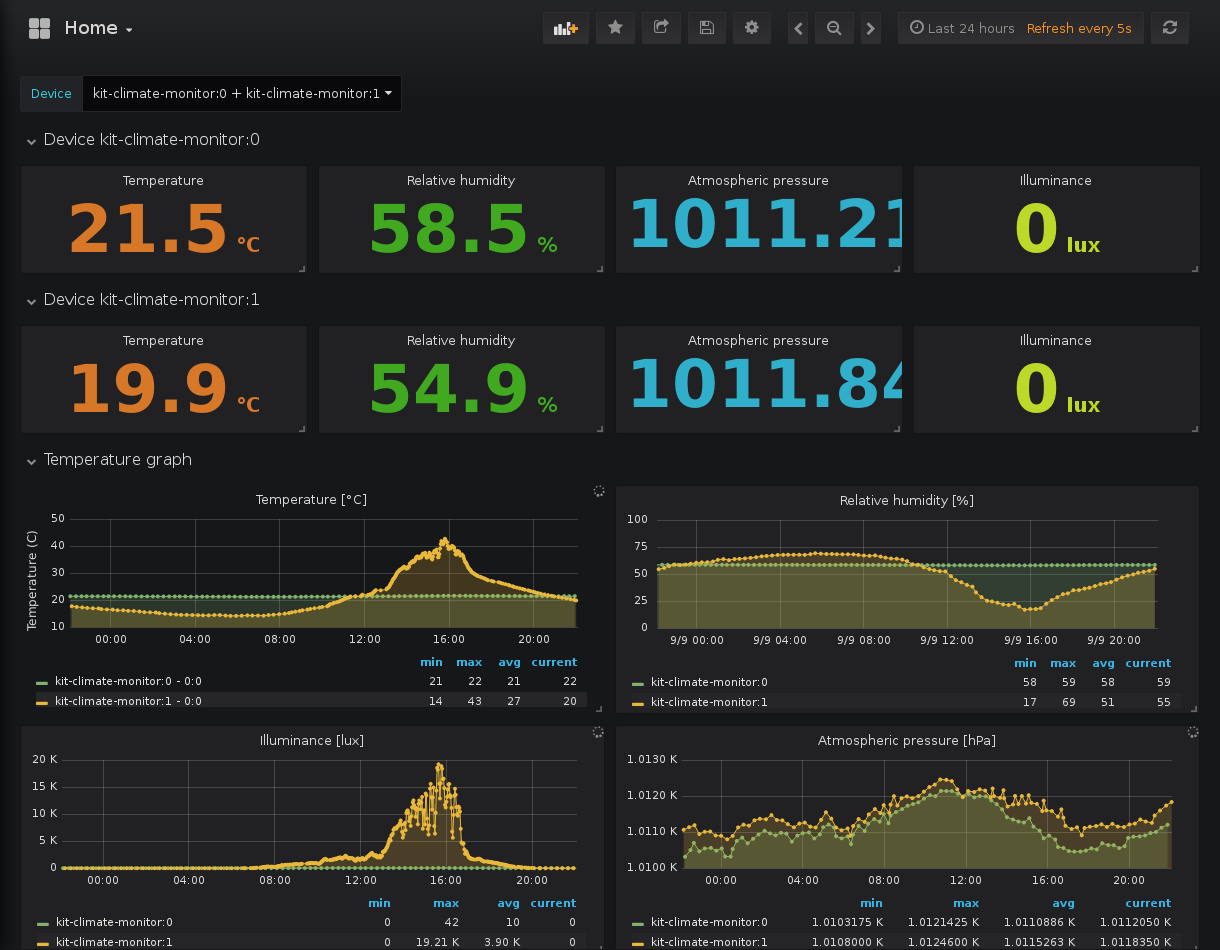 Home
Last 24 hours Refresh every 5s
Device kit-climate-monitor:0 + kit-climate-monitor:1
Device kit-climate-monitor:0
Temperature Relative humidity Atmospheric pressure Illuminance
21.5 °C 58.5 % 1011.21 0 lux
Device kit-climate-monitor:1
Temperature Relative humidity Atmospheric pressure Illuminance
19.9 °C 54.9 % 1011.84 0 lux
Temperature graph
Temperature [°C]
Temperature (C)
50
40
30
20
10
00:00 04:00 08:00 12:00 16:00 20:00
min max avg current
kit-climate-monitor:0 - 0:0 21 22 21 22
kit-climate-monitor:1 - 0:0 14 43 27 20
Relative humidity [%]
100
75
50
25
0
9/9 00:00 9/9 04:00 9/9 08:00 9/9 12:00 9/9 16:00 9/9 20:00
min max avg current
kit-climate-monitor:0 58 59 58 59
kit-climate-monitor:1 17 69 51 55
Illuminance [lux]
20 K
15 K
10 K
5 K
0
00:00 04:00 08:00 12:00 16:00 20:00
min max avg current
kit-climate-monitor:0 0 42 10 0
kit-climate-monitor:1 0 19.21 K 3.90 K 0
Atmospheric pressure [hPa]
1.0130 K
1.0120 K
1.0110 K
1.0100 K
00:00 04:00 08:00 12:00 16:00 20:00
min max avg current
kit-climate-monitor:0 1.0103175 K 1.0121425 K 1.0110886 K 1.0112050 K
kit-climate-monitor:1 1.0108000 K 1.0124600 K 1.0115263 K 1.0118350 K